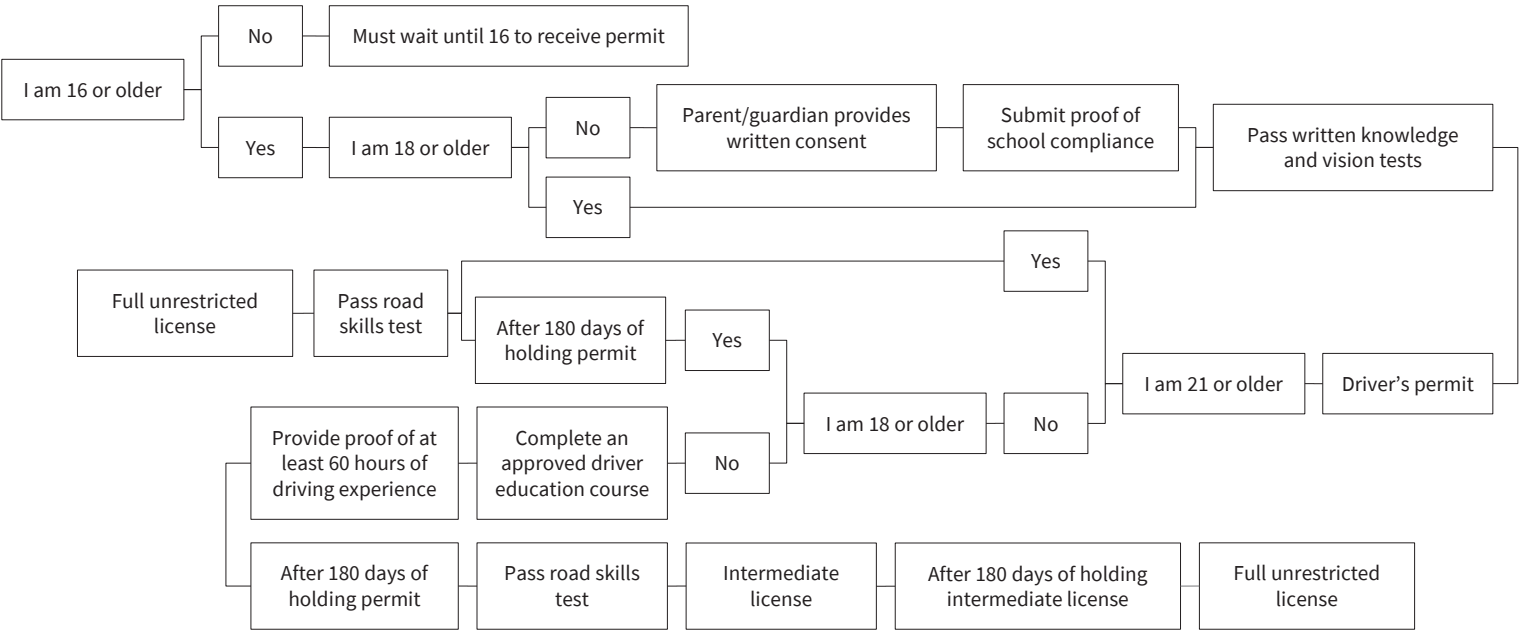 I am 16 or older
No
Must wait until 16 to receive permit
Yes
I am 18 or older
No
Parent/guardian provides
written consent
Submit proof of
school compliance
Yes
Pass written knowledge
and vision tests
Driver’s permit
I am 21 or older
Yes
No
I am 18 or older
Yes
After 180 days of
holding permit
Pass road
skills test
Full unrestricted
license
No
Complete an
approved driver
education course
Provide proof of at
least 60 hours of
driving experience
After 180 days of
holding permit
Pass road skills
test
Intermediate
license
After 180 days of holding
intermediate license
Full unrestricted
license